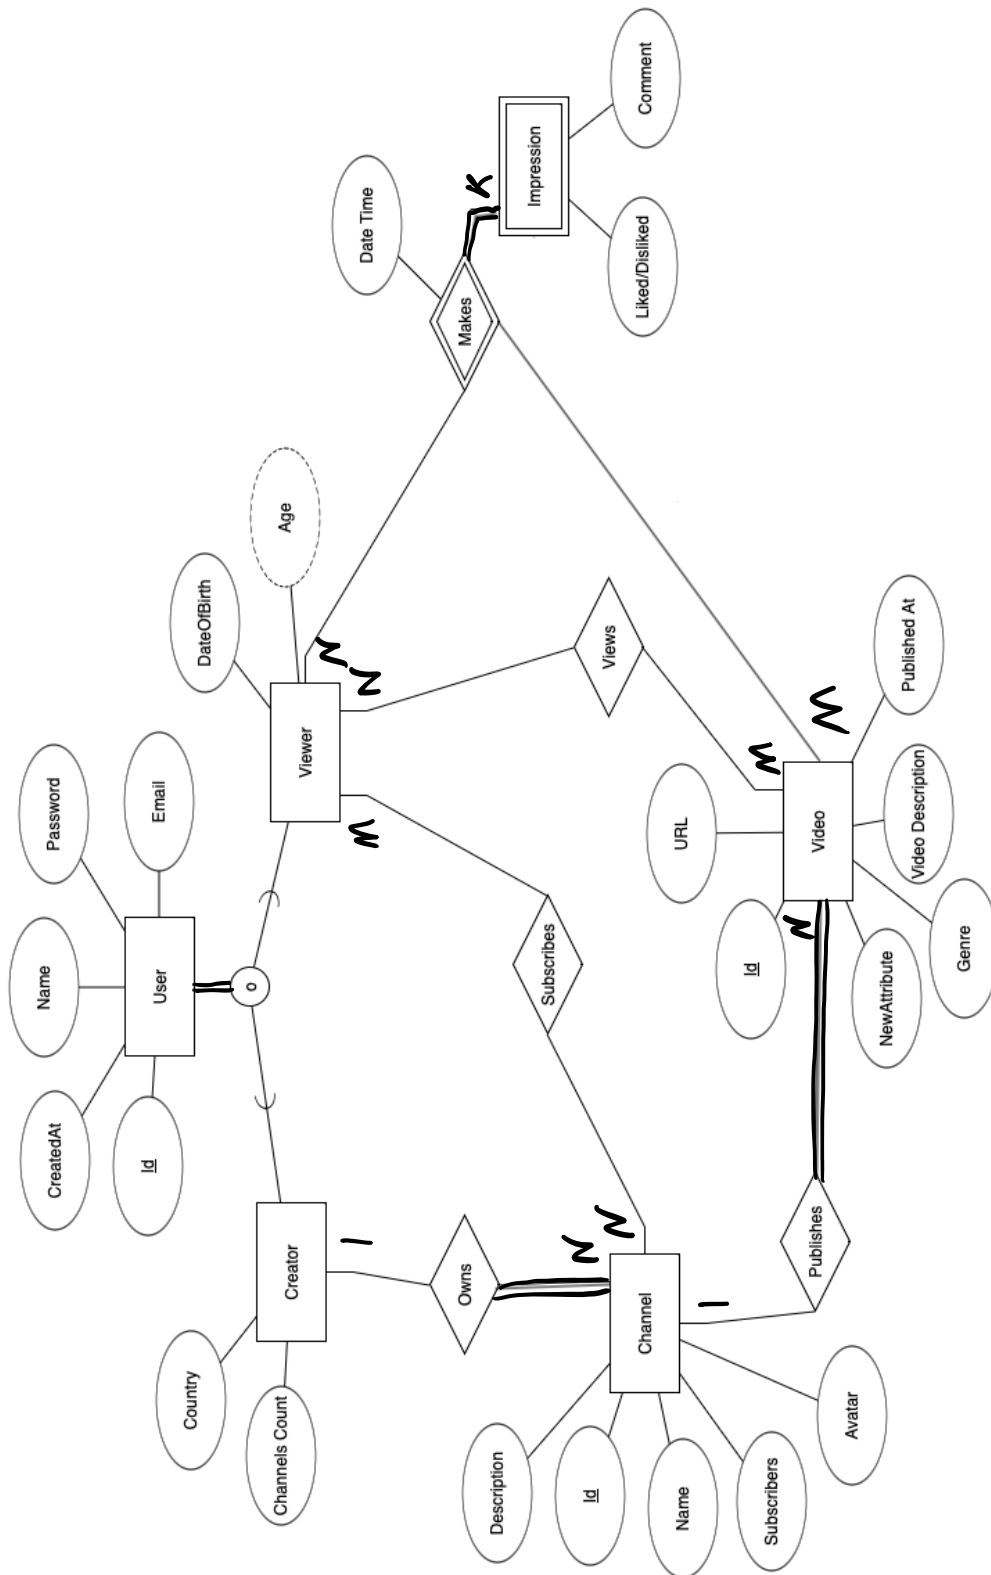 CreatedAt
Name
Password
Id
User
Email
Country
DateOfBirth
o
Channels Count
Creator
Viewer
Age
Date Time
1
M
N
M
Owns
Makes
K
Description
Subscribes
Impression
N
N
Id
Views
Channel
Liked/Disliked
Comment
Name
URL
1
Id
M
Subscribers
N
Publishes
Video
N
Avatar
NewAttribute
Video Description
Published At
Genre